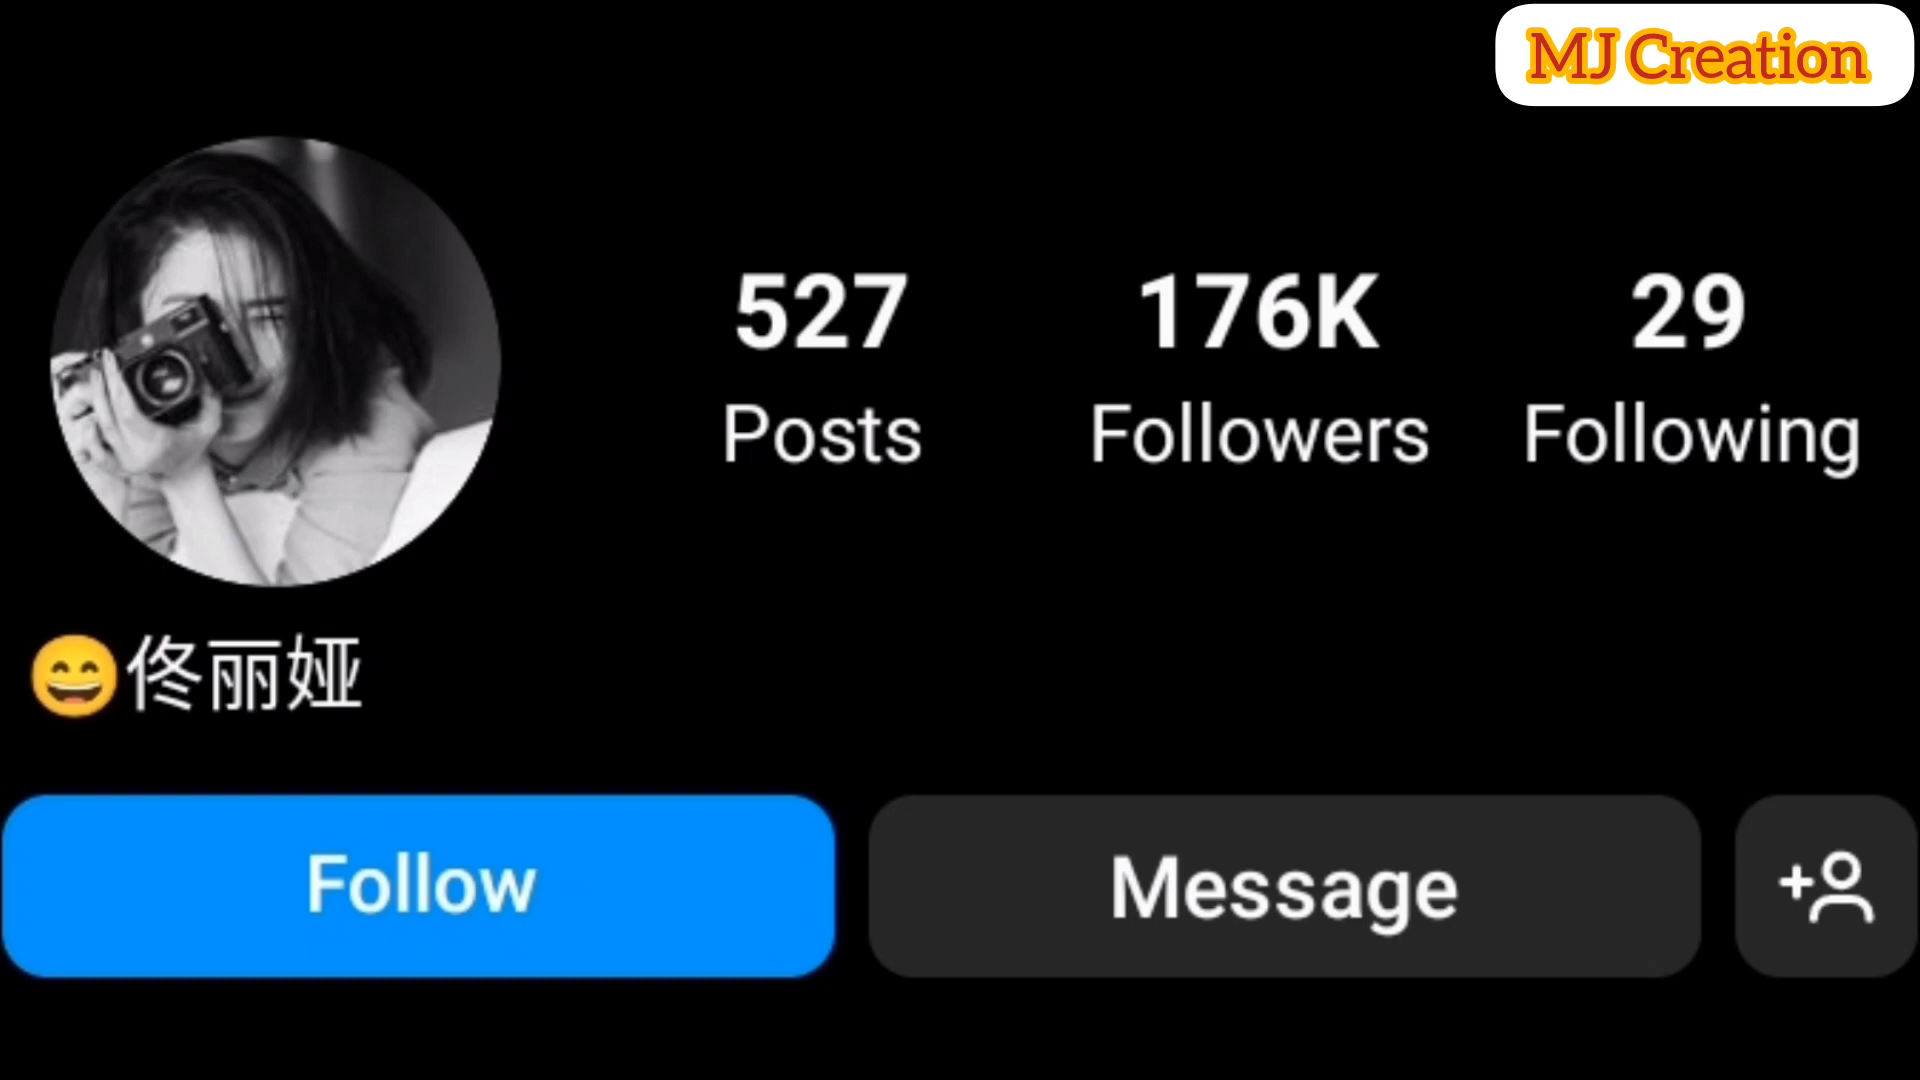 MJ Creation
527 176K 29
Posts Followers Following
😄佟丽娅
Follow Message